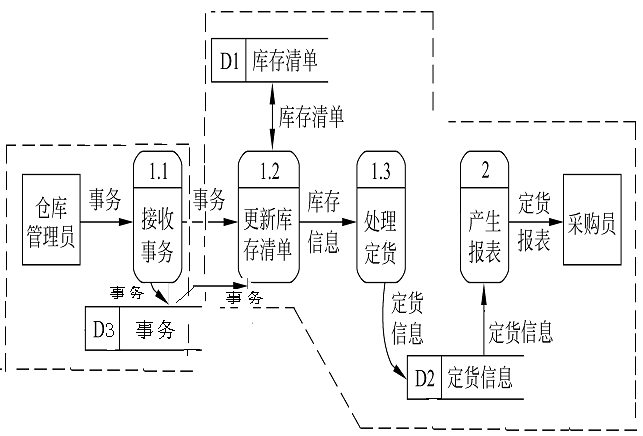 D1 库存清单
库存清单
1.1
1.2
1.3
2
仓库
管理员
事务
接收
事务
事务
更新库
存清单
库存
信息
处理
定货
产生
报表
定货
报表
采购员
事务
事务
D3 事务
定货
信息
定货信息
D2 定货信息